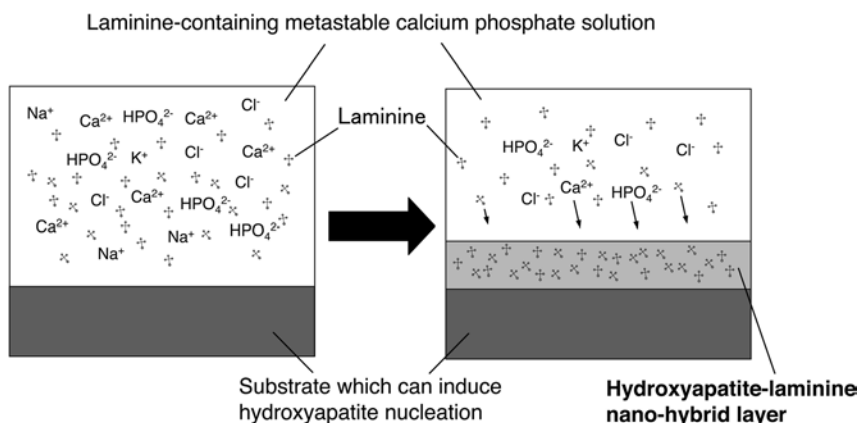 Laminine-containing metastable calcium phosphate solution
Na⁺ Ca²⁺ HPO₄²⁻ Ca²⁺ Cl⁻
HPO₄²⁻ K⁺ Cl⁻ Ca²⁺
Ca²⁺ Cl⁻ Ca²⁺ HPO₄²⁻ Cl⁻
Ca²⁺ Na⁺ Na⁺ HPO₄²⁻
Laminine
HPO₄²⁻ K⁺ Cl⁻ Cl⁻
Cl⁻ Ca²⁺ HPO₄²⁻
Substrate which can induce
hydroxyapatite nucleation
Hydroxyapatite-laminine
nano-hybrid layer